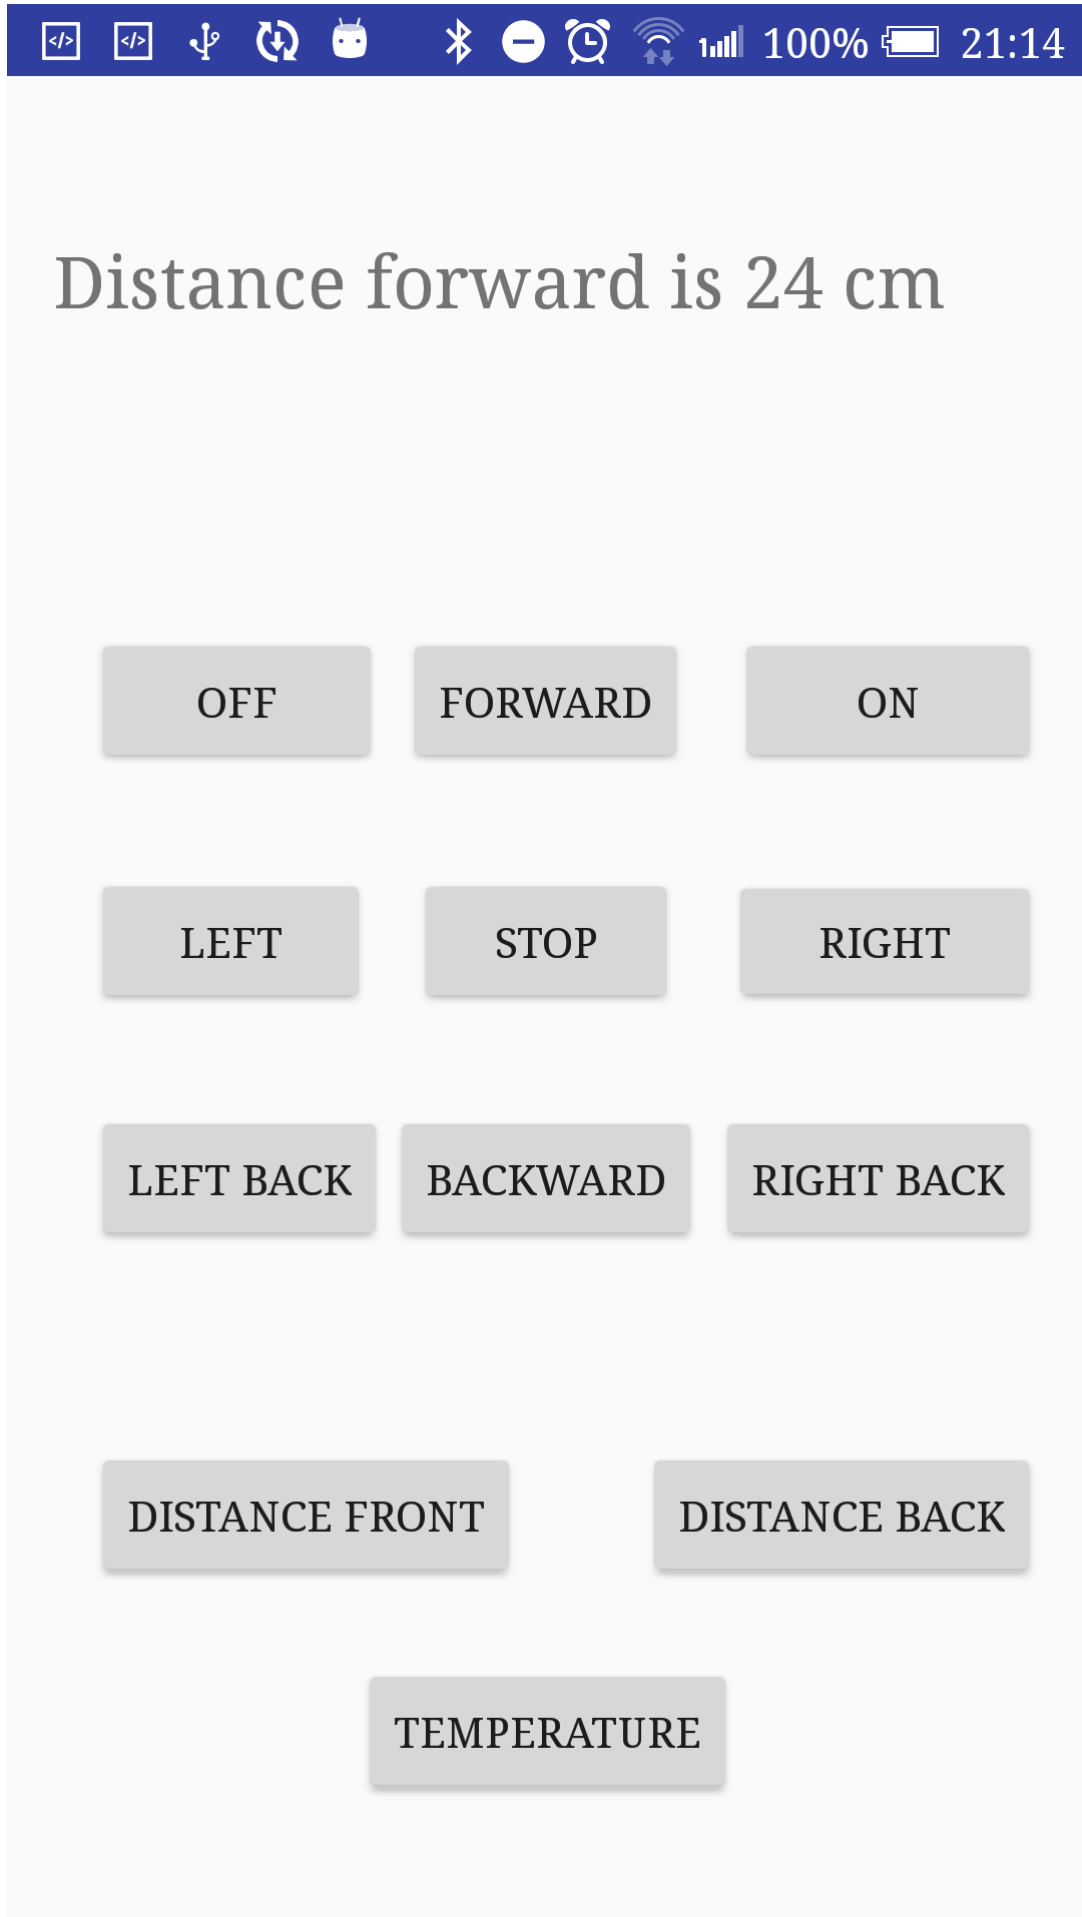 100% 21:14
Distance forward is 24 cm
OFF FORWARD ON
LEFT STOP RIGHT
LEFT BACK BACKWARD RIGHT BACK
DISTANCE FRONT DISTANCE BACK
TEMPERATURE